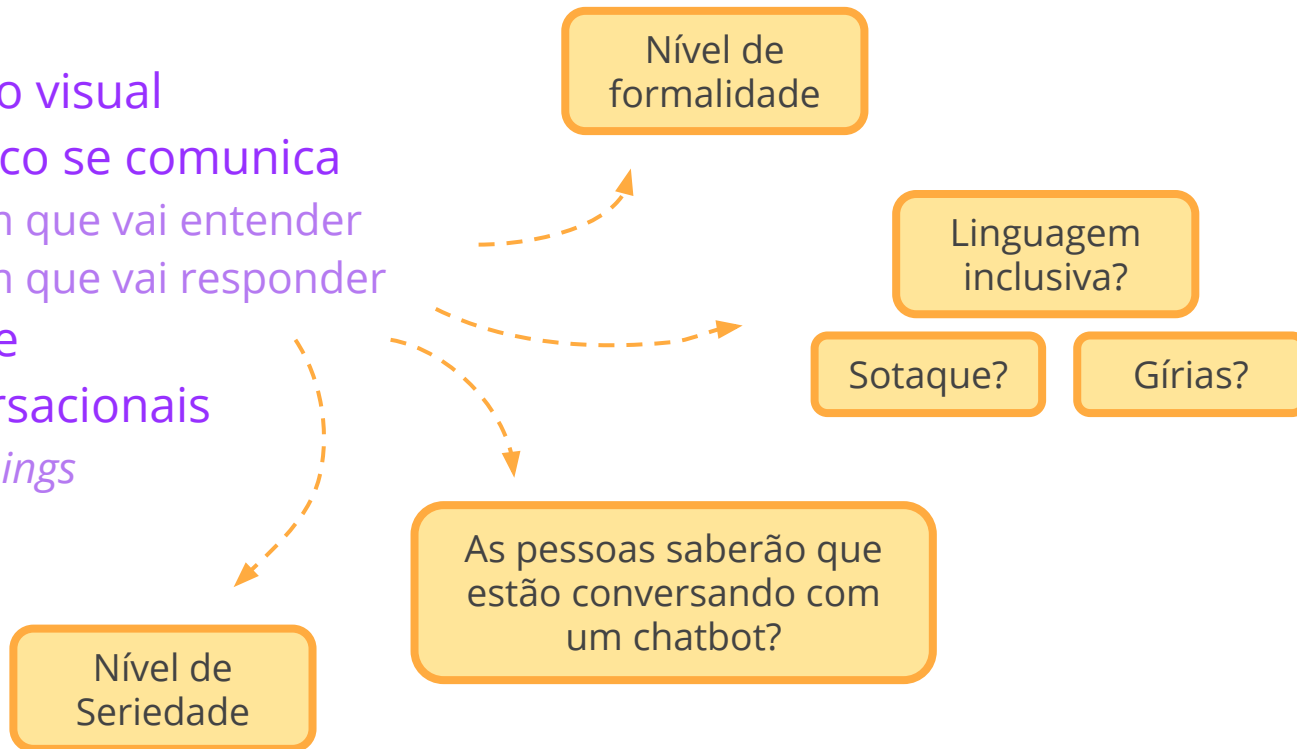 o visual
co se comunica
que vai entender
que vai responder
e
rsacionais
ings
Nível de
formalidade
Linguagem
inclusiva?
Sotaque?
Gírias?
As pessoas saberão que
estão conversando com
um chatbot?
Nível de
Seriedade